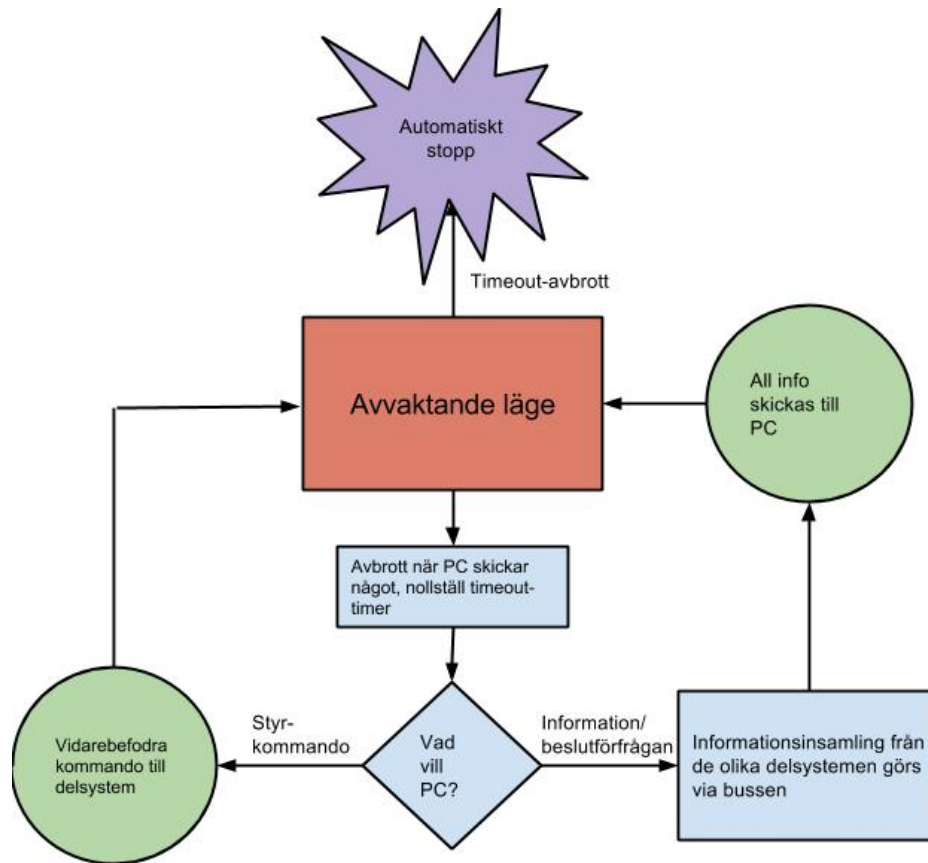 Automatiskt
stopp
Timeout-avbrott
Avvaktande läge
All info
skickas till
PC
Avbrott när PC skickar
något, nollställ timeout-
timer
Styr-
kommando
Vad
vill
PC?
Information/
beslutförfrågan
Vidarebefodra
kommando till
delsystem
Informationsinsamling från
de olika delsystemen görs
via bussen